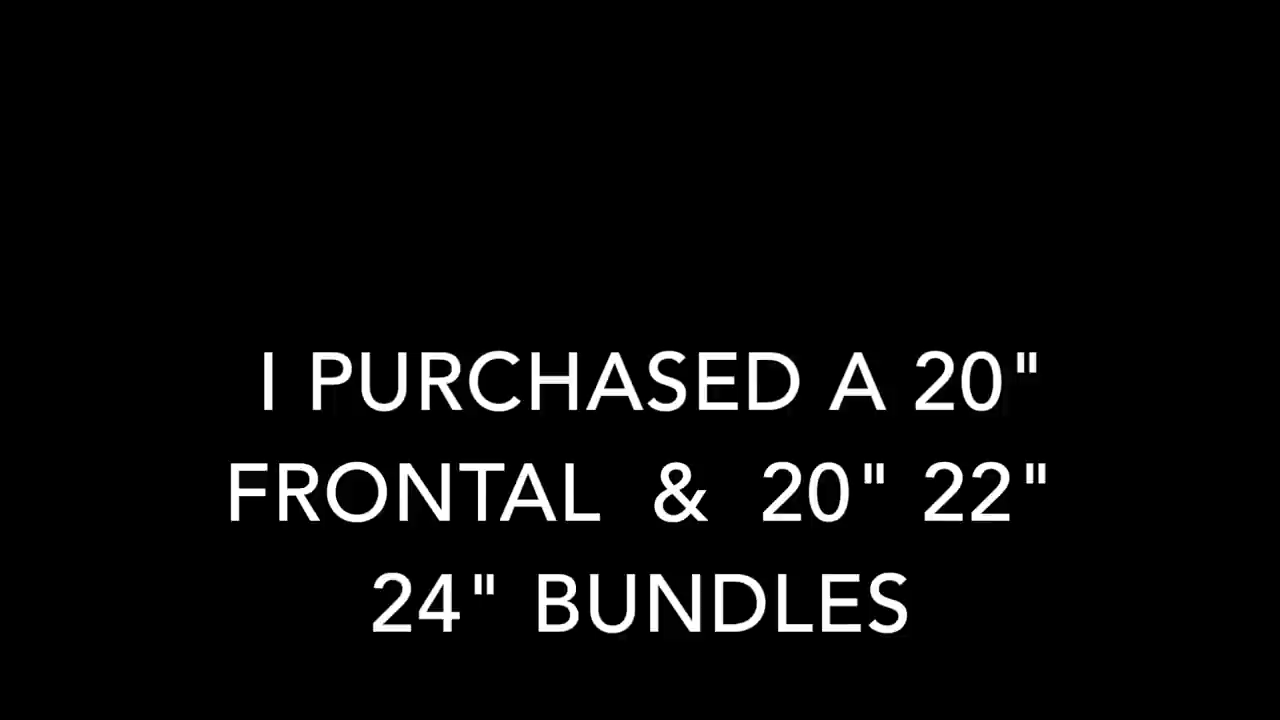 I PURCHASED A 20"
FRONTAL & 20" 22"
24" BUNDLES